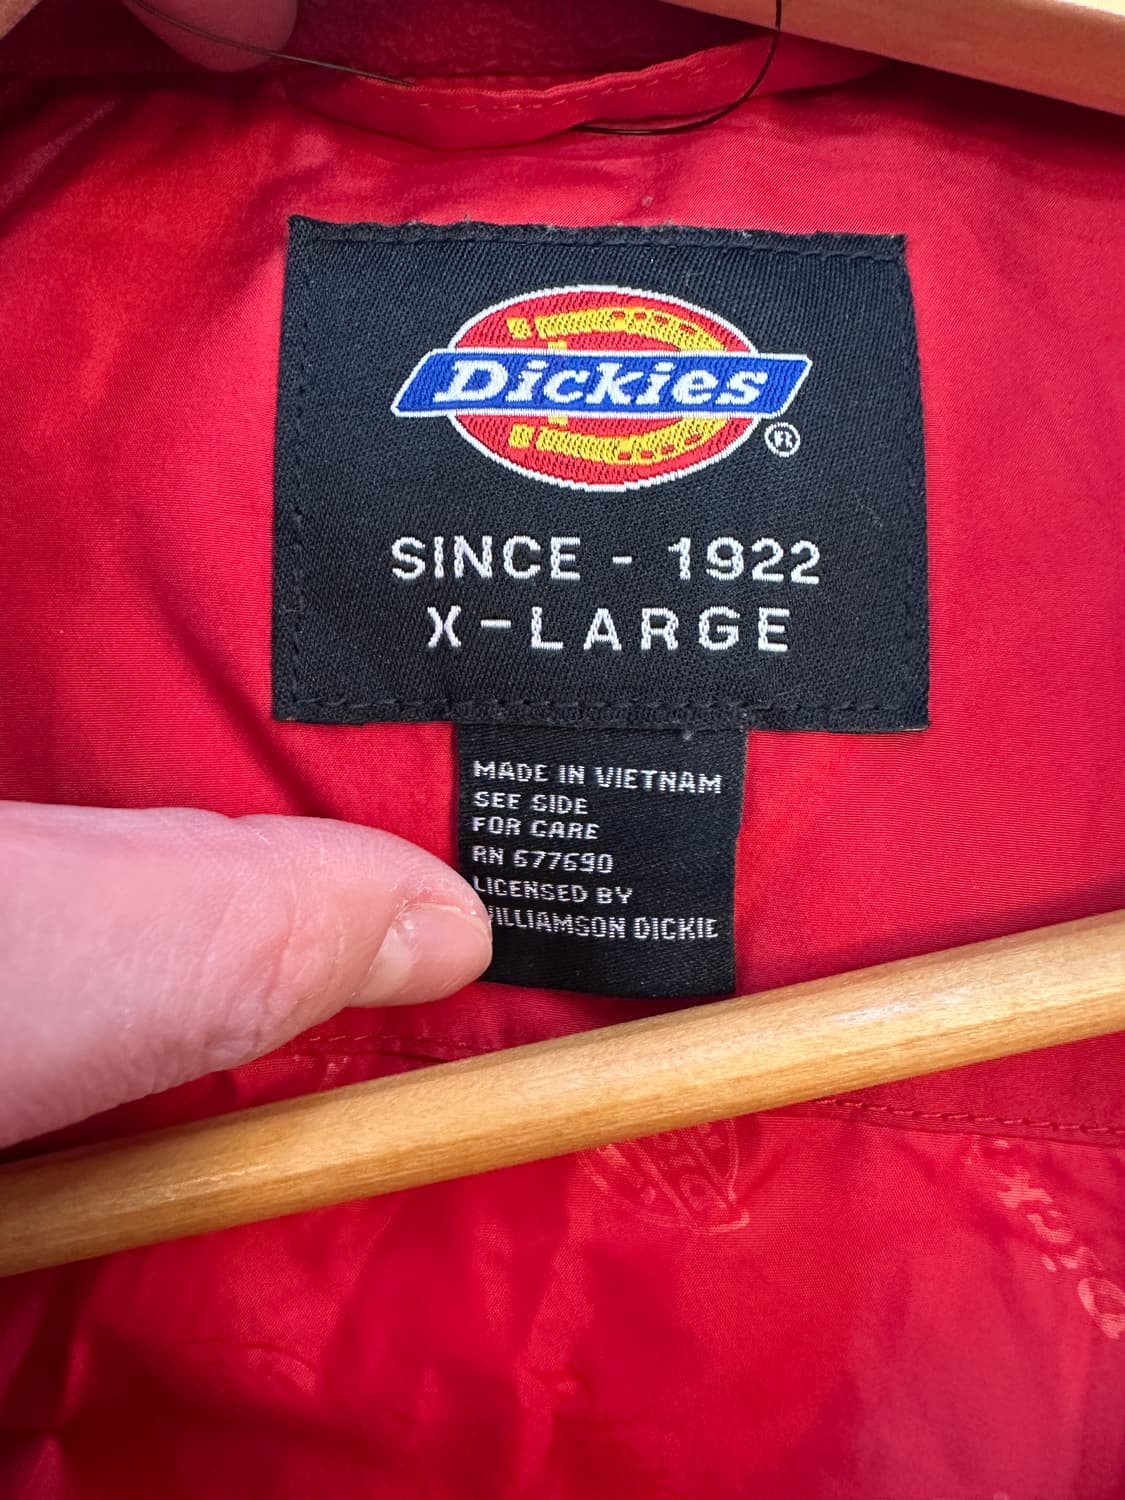 Dickies®
SINCE - 1922
X-LARGE
MADE IN VIETNAM
SEE SIDE
FOR CARE
RN 677690
LICENSED BY
WILLIAMSON DICKIE